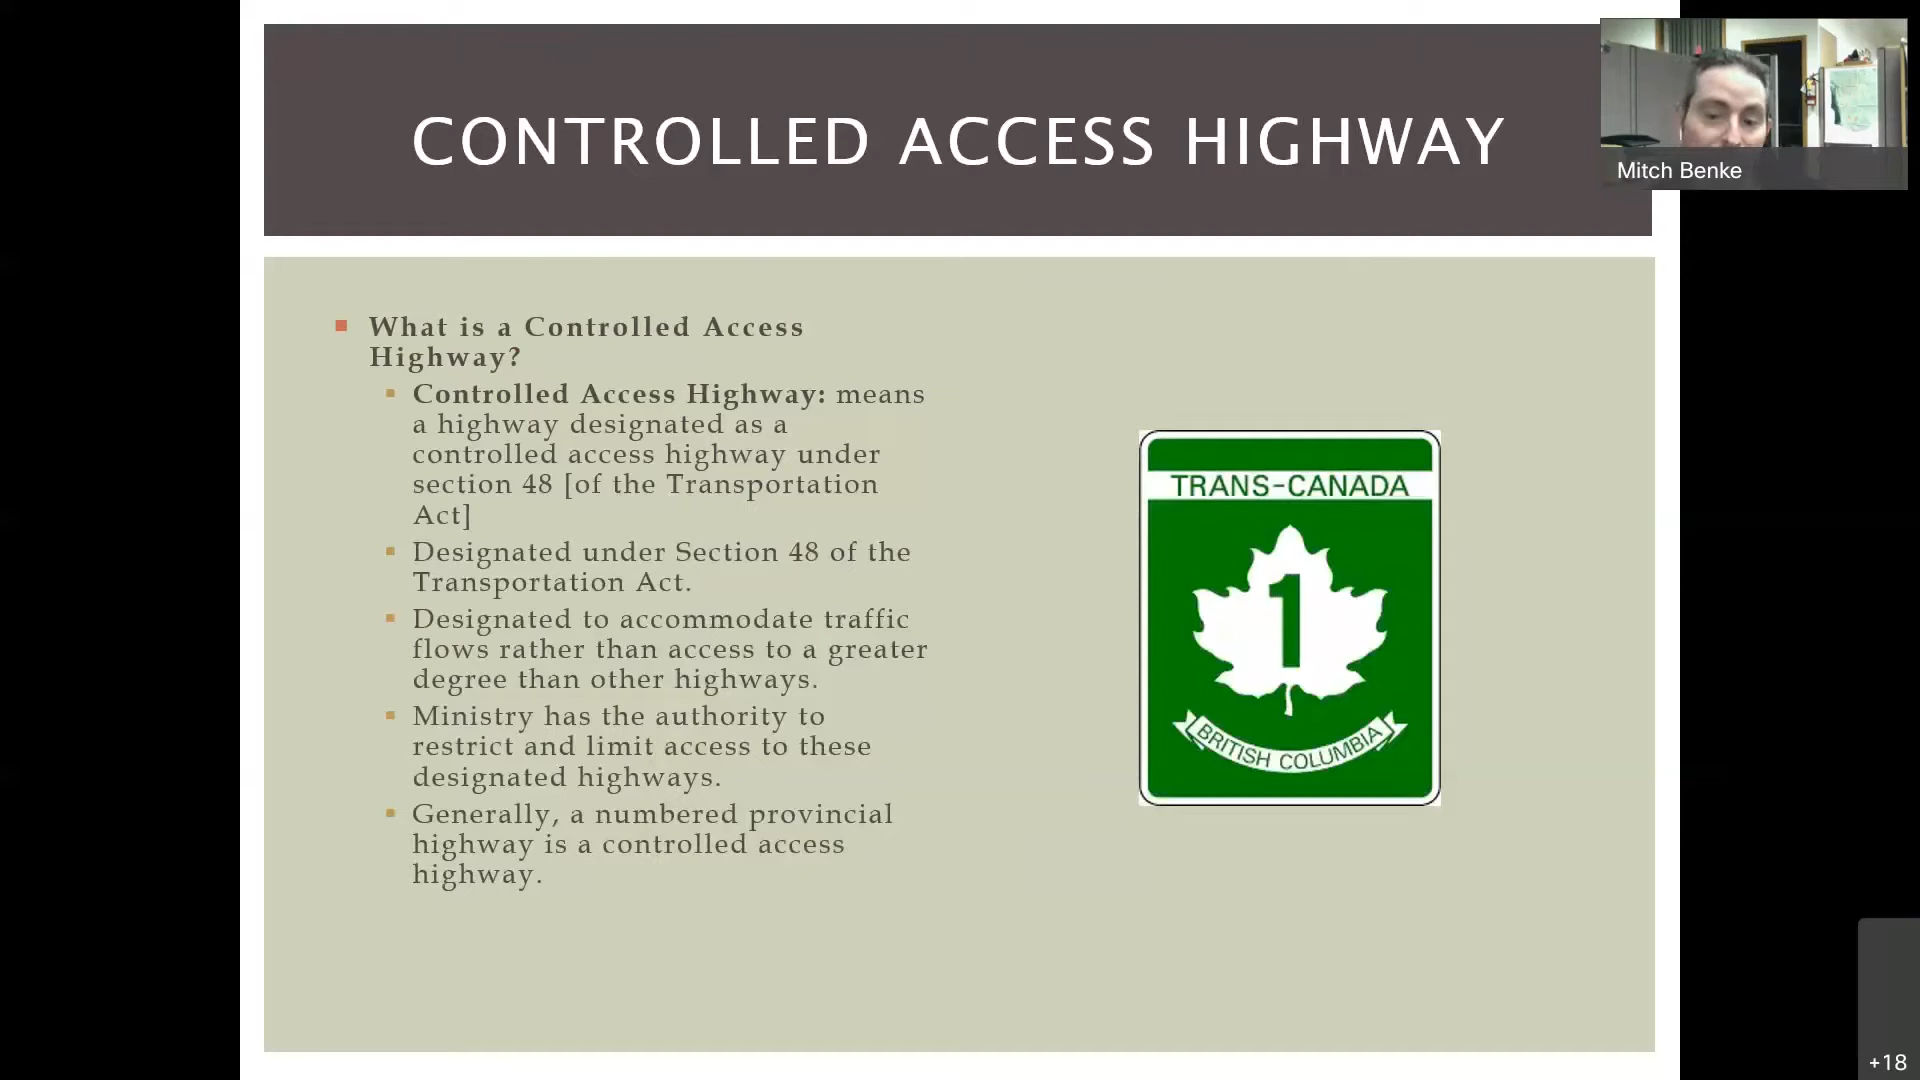 CONTROLLED ACCESS HIGHWAY
Mitch Benke
What is a Controlled Access
Highway?
Controlled Access Highway: means
a highway designated as a
controlled access highway under
section 48 [of the Transportation
Act]
Designated under Section 48 of the
Transportation Act.
Designated to accommodate traffic
flows rather than access to a greater
degree than other highways.
Ministry has the authority to
restrict and limit access to these
designated highways.
Generally, a numbered provincial
highway is a controlled access
highway.
TRANS-CANADA
1
BRITISH COLUMBIA
+18